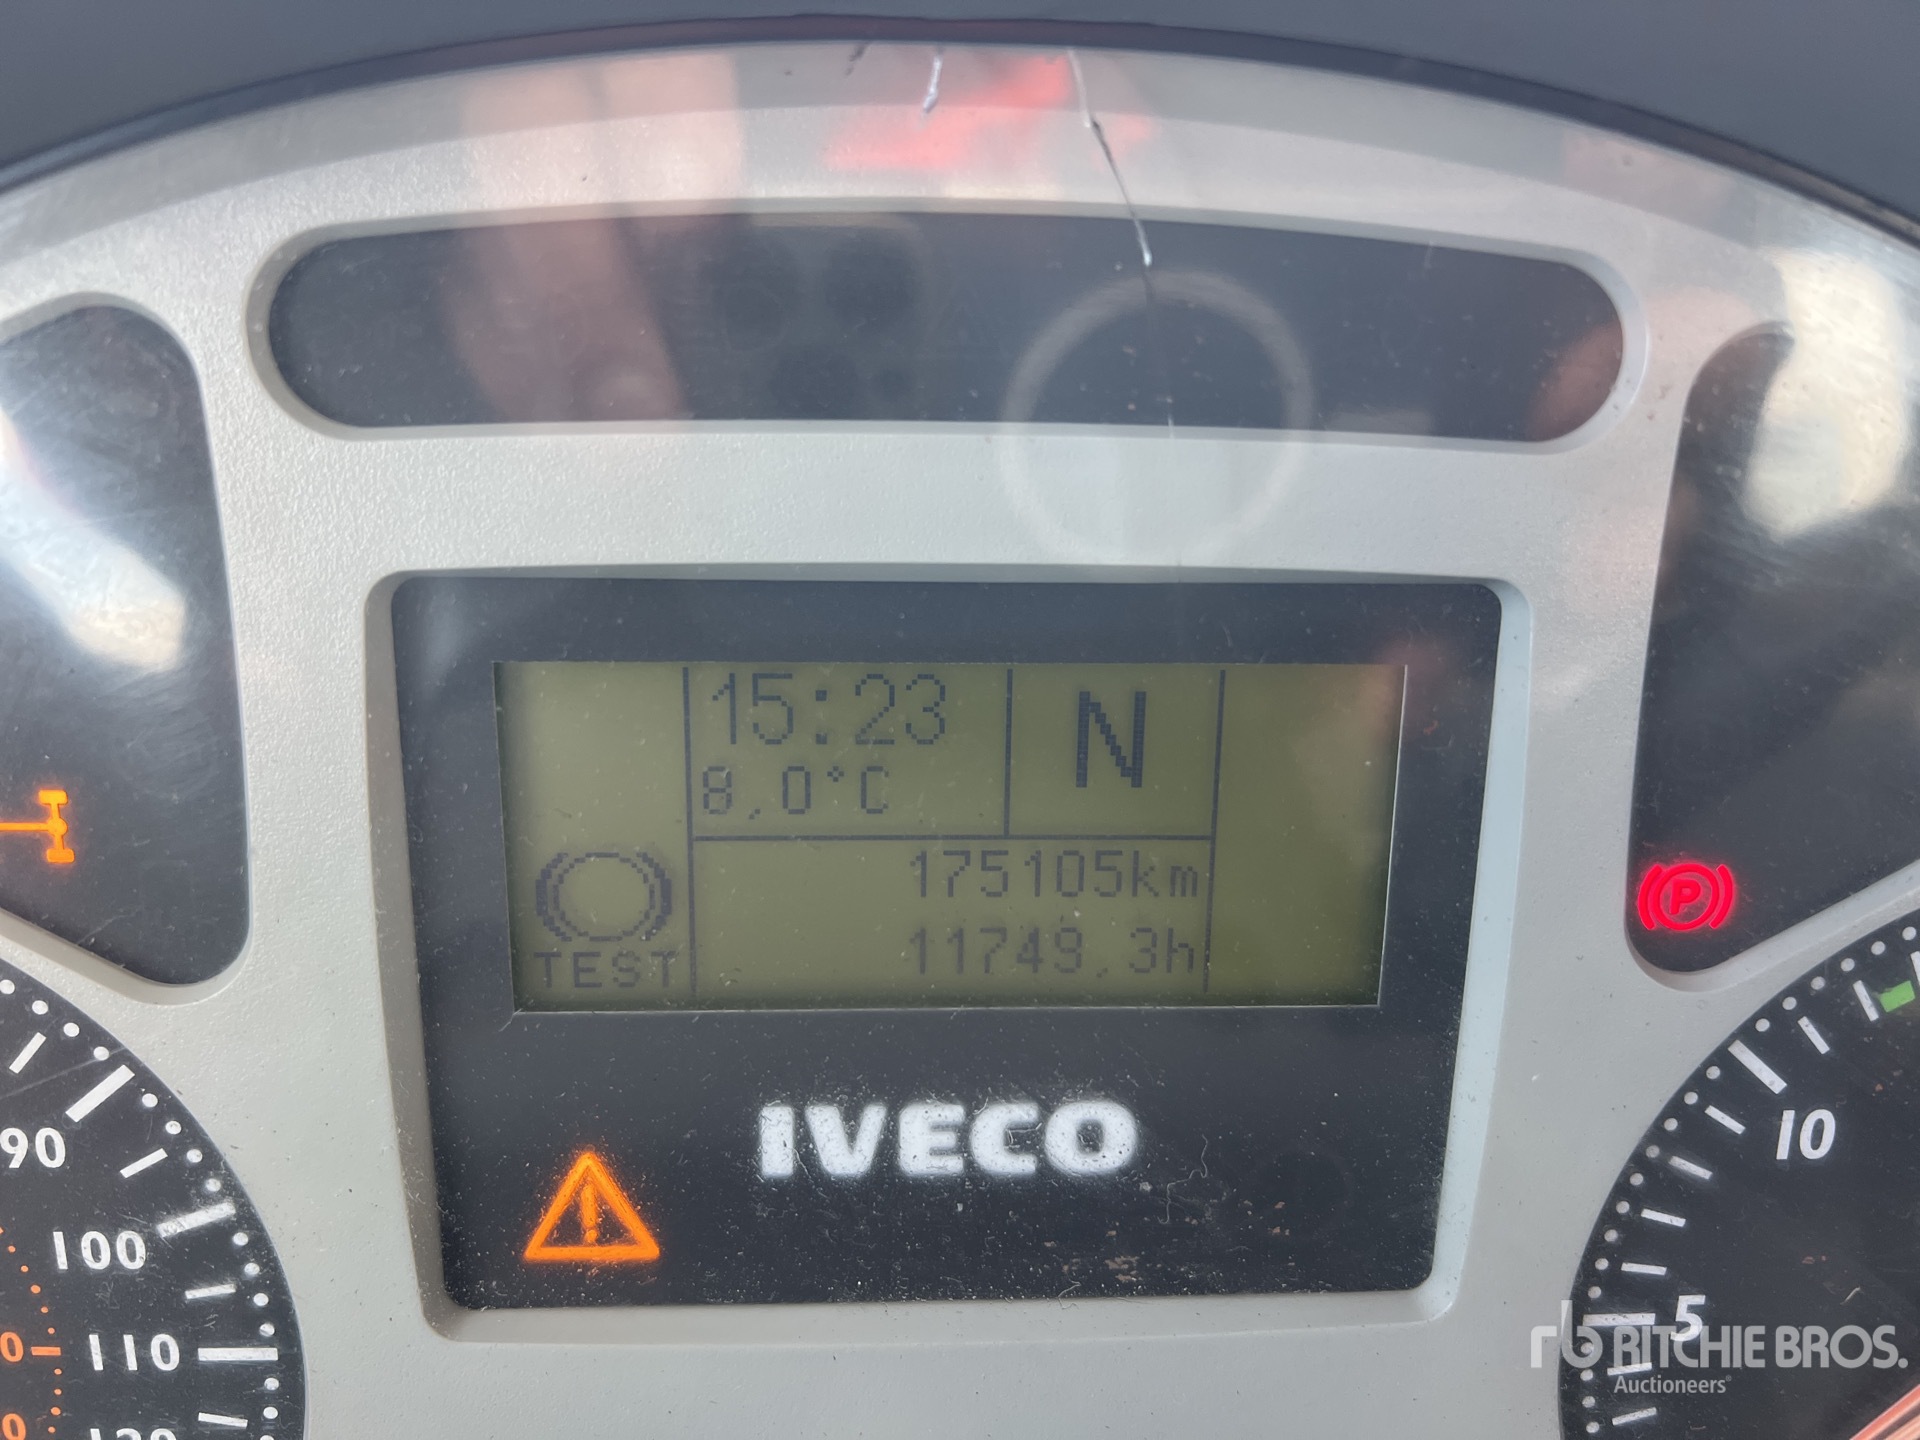 15:23
N
8,0°C
175105km
11749,3h
TEST
P
IVECO
90
100
110
10
5
RITCHIE BROS.
Auctioneers